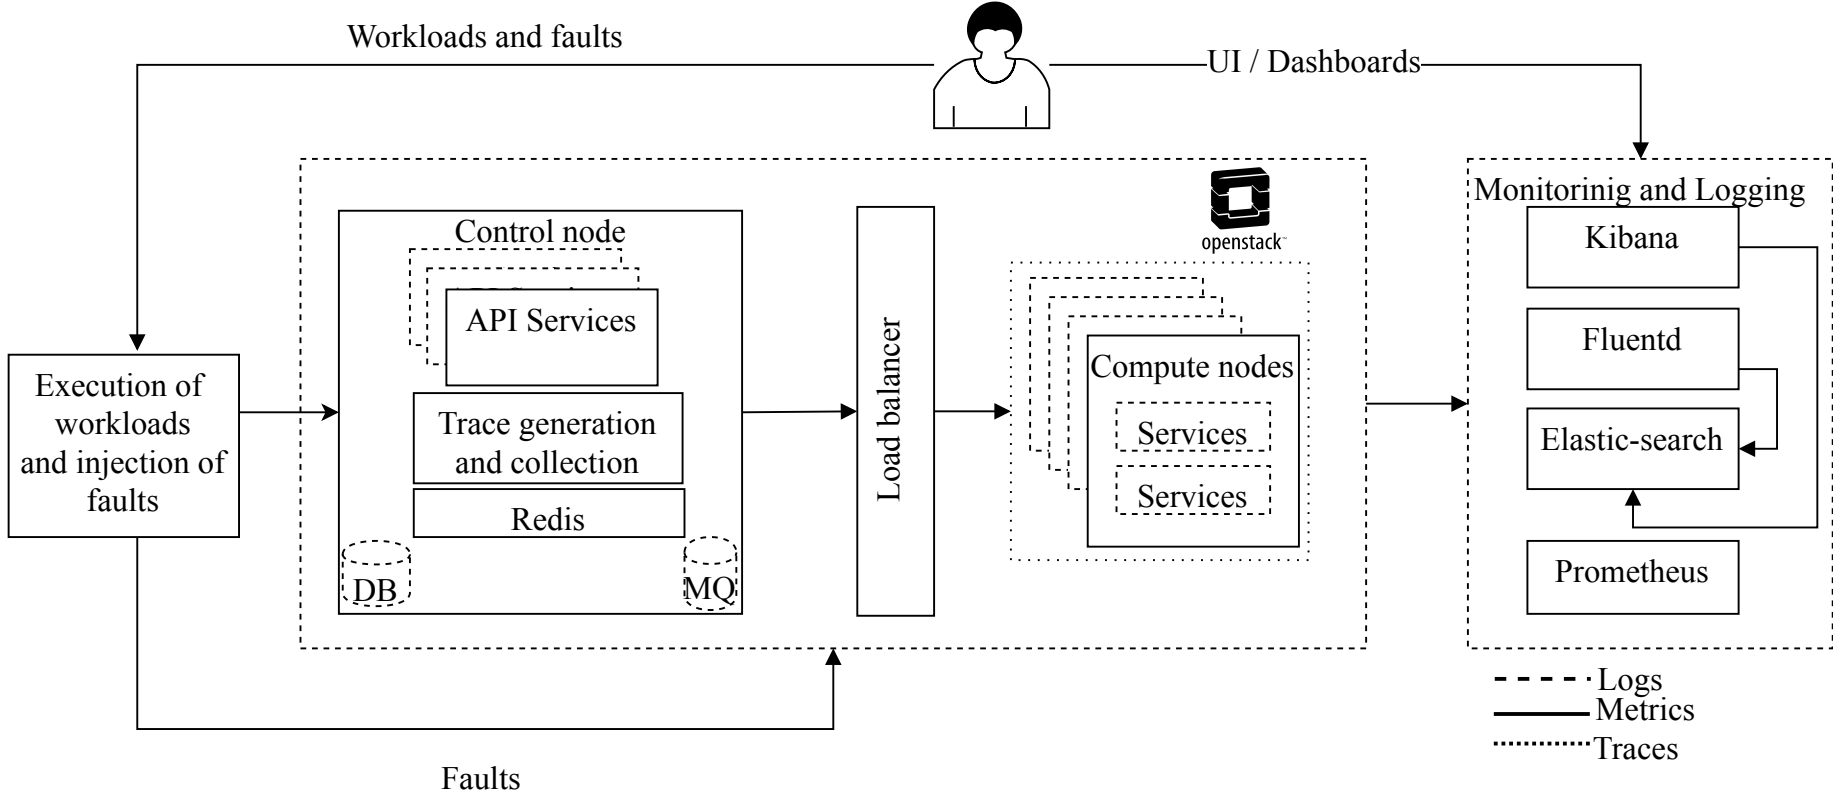 Workloads and faults
UI / Dashboards
openstack™
Monitorinig and Logging
Control node
Kibana
API Services
Fluentd
Execution of
workloads
and injection of
faults
Trace generation
and collection
Redis
DB
MQ
Load balancer
Compute nodes
Services
Services
Elastic-search
Prometheus
Logs
Metrics
Traces
Faults